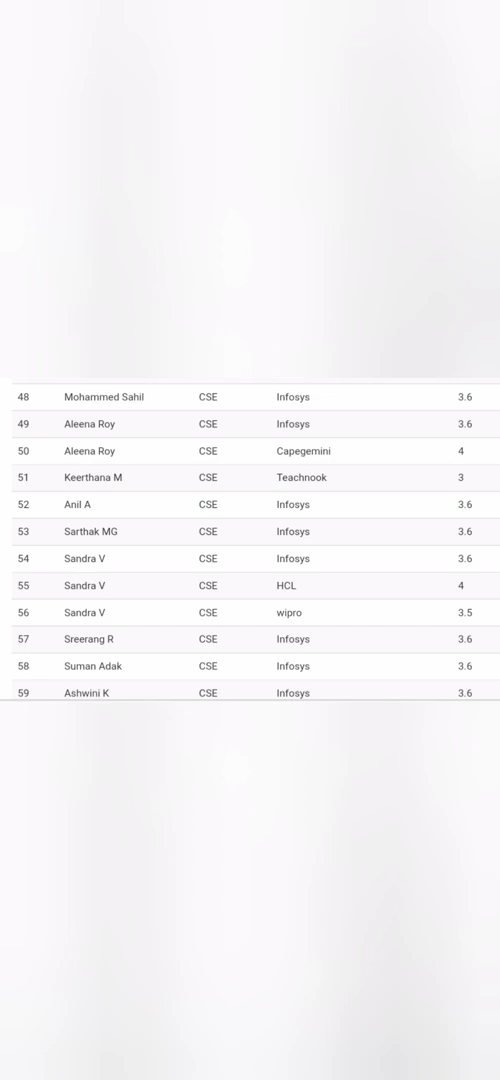 48 Mohammed Sahil CSE Infosys 3.6
49 Aleena Roy CSE Infosys 3.6
50 Aleena Roy CSE Capegemini 4
51 Keerthana M CSE Teachnook 3
52 Anil A CSE Infosys 3.6
53 Sarthak MG CSE Infosys 3.6
54 Sandra V CSE Infosys 3.6
55 Sandra V CSE HCL 4
56 Sandra V CSE wipro 3.5
57 Sreerang R CSE Infosys 3.6
58 Suman Adak CSE Infosys 3.6
59 Ashwini K CSE Infosys 3.6